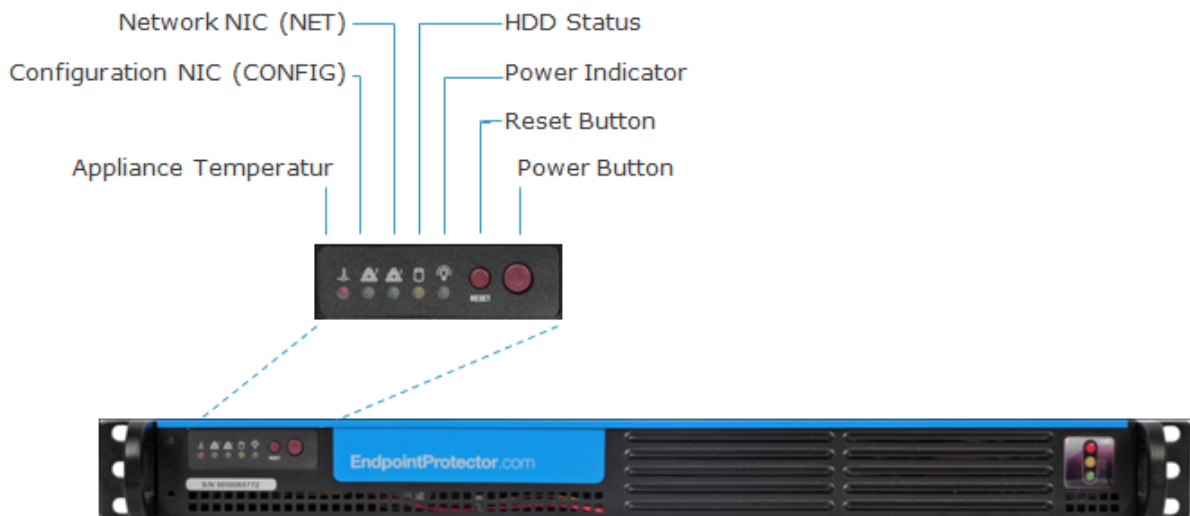 Network NIC (NET)
HDD Status
Configuration NIC (CONFIG)
Power Indicator
Reset Button
Appliance Temperatur
Power Button
RESET
EndpointProtector.com
RESET